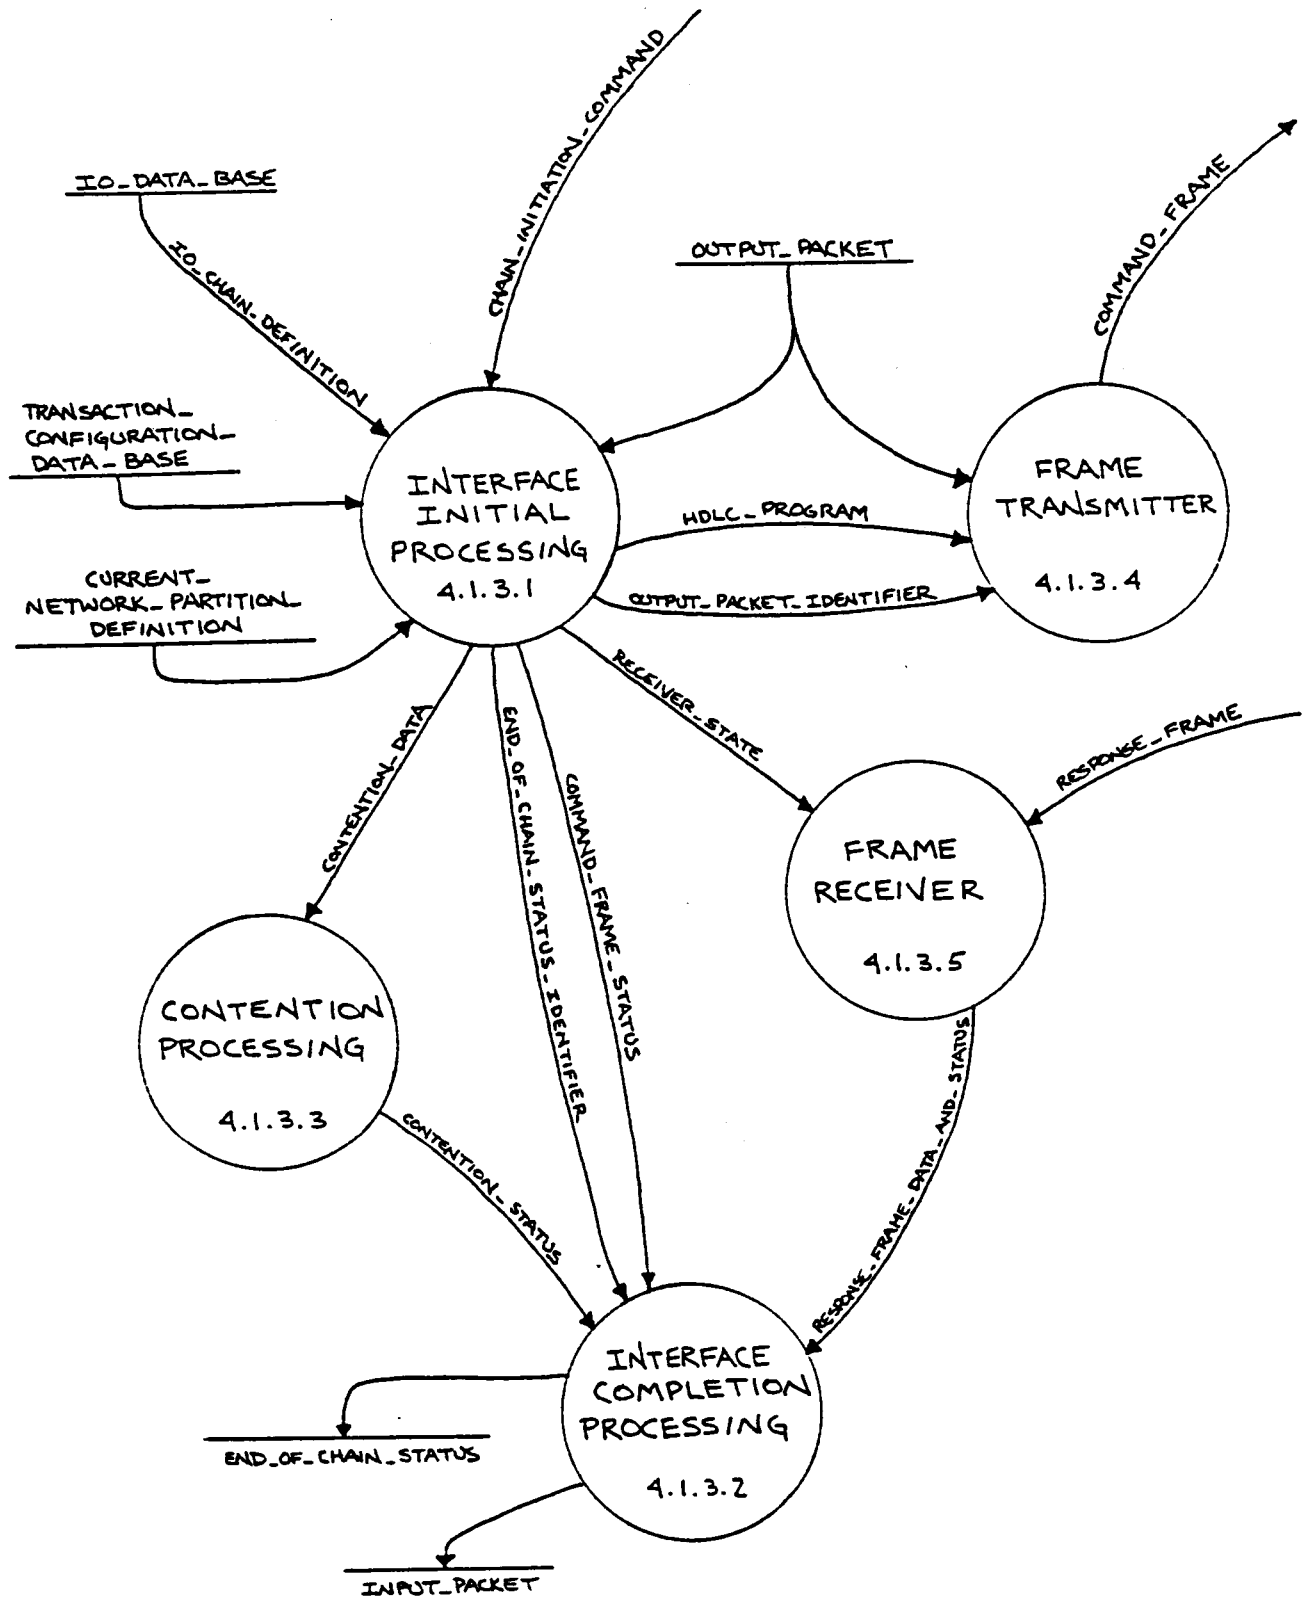 CHAIN_INITIATION_COMMAND
IO_DATA_BASE
IO_CHAIN_DEFINITION
OUTPUT_PACKET
COMMAND_FRAME
TRANSACTION_
CONFIGURATION_
DATA_BASE
INTERFACE
INITIAL
PROCESSING
4.1.3.1
FRAME
TRANSMITTER
4.1.3.4
HDLC_PROGRAM
OUTPUT_PACKET_IDENTIFIER
CURRENT_
NETWORK_PARTITION_
DEFINITION
RECEIVER_STATE
RESPONSE_FRAME
CONTENTION_DATA
END_OF_CHAIN_STATUS_IDENTIFIER
COMMAND_FRAME_STATUS
FRAME
RECEIVER
4.1.3.5
CONTENTION
PROCESSING
4.1.3.3
CONTENTION_STATUS
RESPONSE_FRAME_DATA_AND_STATUS
INTERFACE
COMPLETION
PROCESSING
4.1.3.2
END_OF_CHAIN_STATUS
INPUT_PACKET